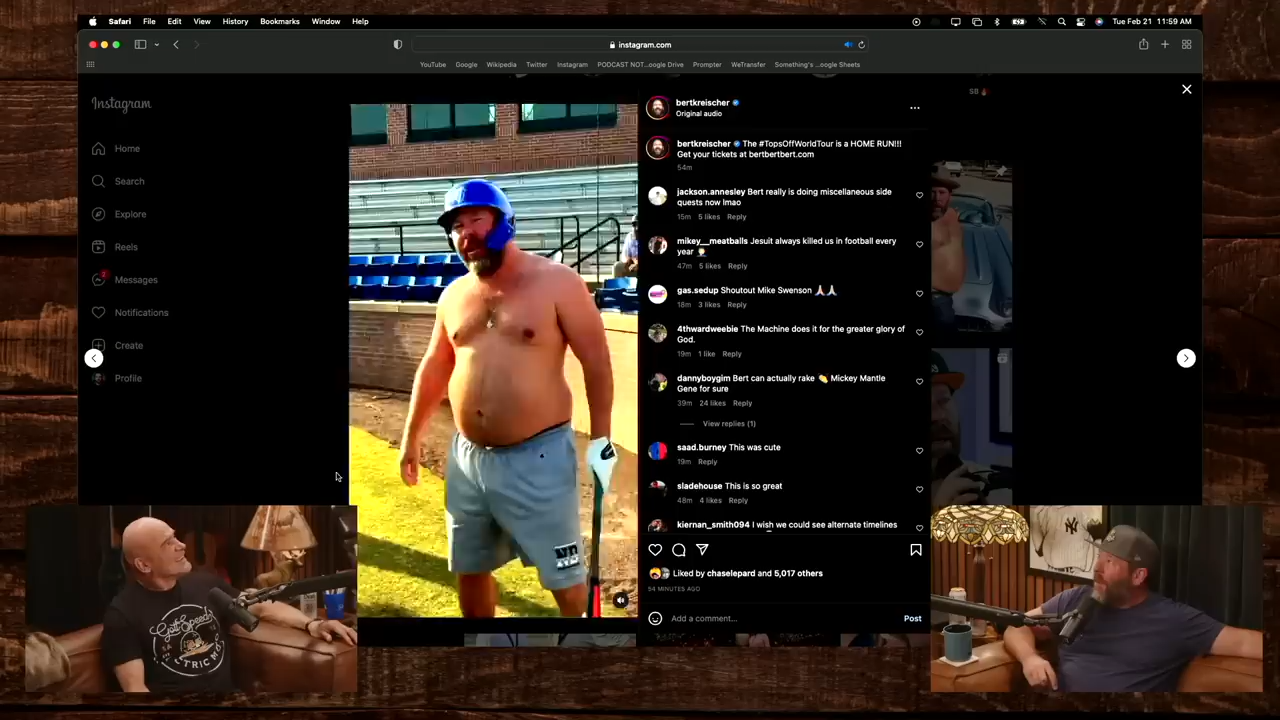 Safari File Edit View History Bookmarks Window Help
Tue Feb 21 11:59 AM
instagram.com
YouTube Google Wikipedia Twitter Instagram PODCAST NOT...oogle Drive Prompter WeTransfer Something's ...oogle Sheets
Instagram
Home
Search
Explore
Reels
2
Messages
Notifications
Create
Profile
SB
bertkreischer
Original audio
bertkreischer The #TopsOffWorldTour is a HOME RUN!!!
Get your tickets at bertbertbert.com
54m
jackson.annesley Bert really is doing miscellaneous side
quests now lmao
15m 5 likes Reply
mikey__meatballs Jesuit always killed us in football every
year
47m 5 likes Reply
gas.sedup Shoutout Mike Swenson
18m 3 likes Reply
4thwardweebie The Machine does it for the greater glory of
God.
19m 1 like Reply
dannyboygim Bert can actually rake Mickey Mantle
Gene for sure
39m 24 likes Reply
View replies (1)
saad.burney This was cute
19m Reply
sladehouse This is so great
48m 4 likes Reply
kiernan_smith094 I wish we could see alternate timelines
Liked by chaselepard and 5,017 others
54 MINUTES AGO
Add a comment...
Post